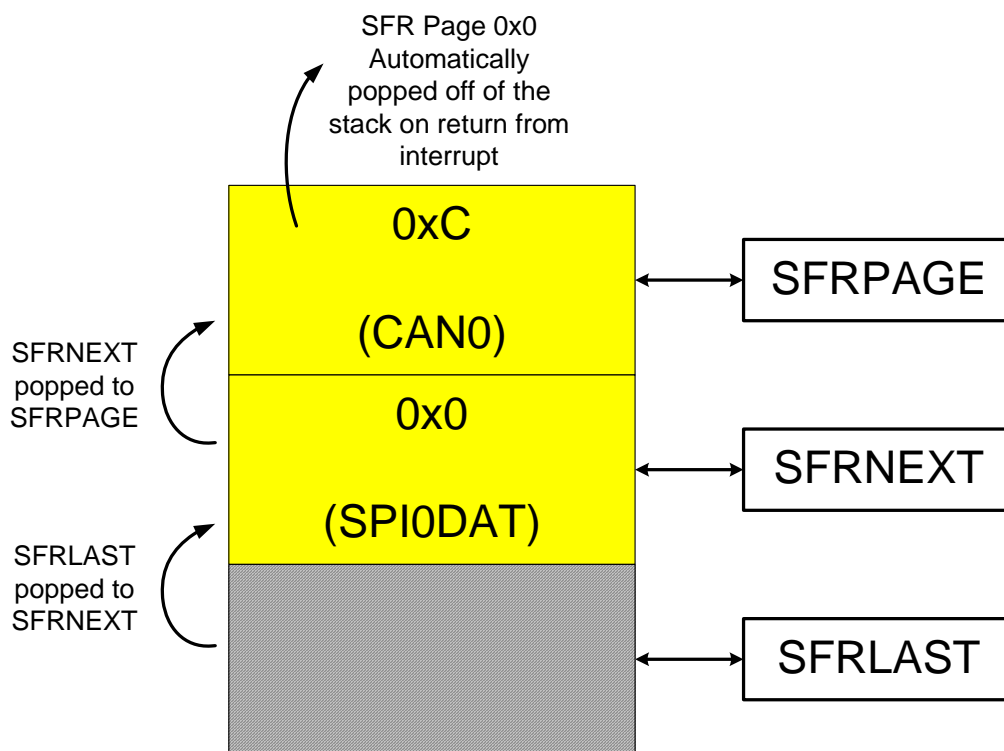 SFR Page 0x0
Automatically
popped off of the
stack on return from
interrupt
0xC
(CAN0)
SFRPAGE
SFRNEXT
popped to
SFRPAGE
0x0
(SPI0DAT)
SFRNEXT
SFRLAST
popped to
SFRNEXT
SFRLAST